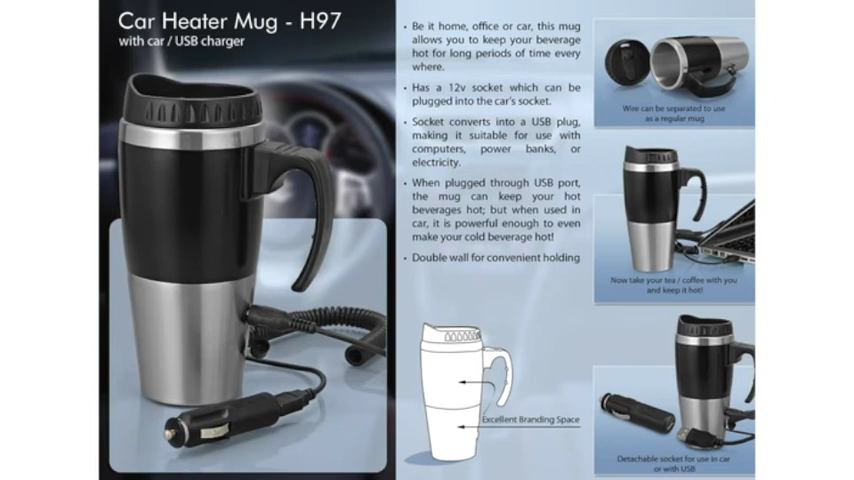 Car Heater Mug - H97
with car / USB charger
• Be it home, office or car, this mug
allows you to keep your beverage
hot for long periods of time every
where.
• Has a 12v socket which can be
plugged into the car's socket.
• Socket converts into a USB plug,
making it suitable for use with
computers, power banks, or
electricity.
• When plugged through USB port,
the mug can keep your hot
beverages hot; but when used in
car, it is powerful enough to even
make your cold beverage hot!
• Double wall for convenient holding
Excellent Branding Space
Wire can be separated to use
as a regular mug
Now take your tea / coffee with you
and keep it hot!
Detachable socket for use in car
or with USB